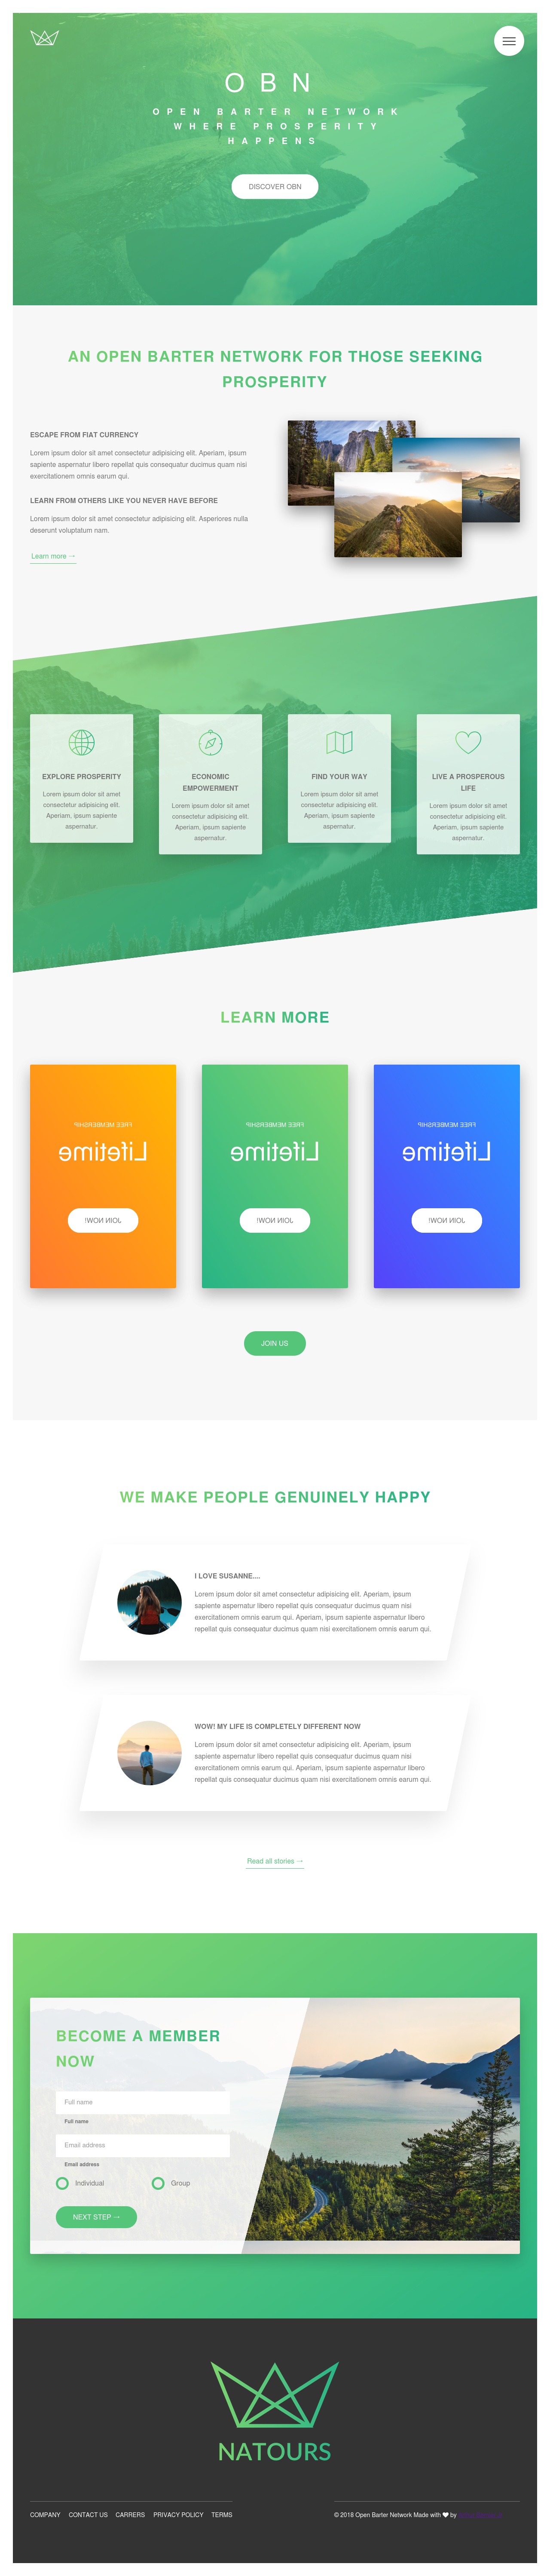 OBN
OPEN BARTER NETWORK
WHERE PROSPERITY
HAPPENS
DISCOVER OBN
AN OPEN BARTER NETWORK FOR THOSE SEEKING
PROSPERITY
ESCAPE FROM FIAT CURRENCY
Lorem ipsum dolor sit amet consectetur adipisicing elit. Aperiam, ipsum
sapiente aspernatur libero repellat quis consequatur ducimus quam nisi
exercitationem omnis earum qui.
LEARN FROM OTHERS LIKE YOU NEVER HAVE BEFORE
Lorem ipsum dolor sit amet consectetur adipisicing elit. Asperiores nulla
deserunt voluptatum nam.
Learn more →
EXPLORE PROSPERITY
Lorem ipsum dolor sit amet
consectetur adipisicing elit.
Aperiam, ipsum sapiente
aspernatur.
ECONOMIC
EMPOWERMENT
Lorem ipsum dolor sit amet
consectetur adipisicing elit.
Aperiam, ipsum sapiente
aspernatur.
FIND YOUR WAY
Lorem ipsum dolor sit amet
consectetur adipisicing elit.
Aperiam, ipsum sapiente
aspernatur.
LIVE A PROSPEROUS
LIFE
Lorem ipsum dolor sit amet
consectetur adipisicing elit.
Aperiam, ipsum sapiente
aspernatur.
LEARN MORE
FREE MEMBERSHIP
Lifetime
JOIN NOW!
FREE MEMBERSHIP
Lifetime
JOIN NOW!
FREE MEMBERSHIP
Lifetime
JOIN NOW!
JOIN US
WE MAKE PEOPLE GENUINELY HAPPY
I LOVE SUSANNE....
Lorem ipsum dolor sit amet consectetur adipisicing elit. Aperiam, ipsum
sapiente aspernatur libero repellat quis consequatur ducimus quam nisi
exercitationem omnis earum qui. Aperiam, ipsum sapiente aspernatur libero
repellat quis consequatur ducimus quam nisi exercitationem omnis earum qui.
WOW! MY LIFE IS COMPLETELY DIFFERENT NOW
Lorem ipsum dolor sit amet consectetur adipisicing elit. Aperiam, ipsum
sapiente aspernatur libero repellat quis consequatur ducimus quam nisi
exercitationem omnis earum qui. Aperiam, ipsum sapiente aspernatur libero
repellat quis consequatur ducimus quam nisi exercitationem omnis earum qui.
Read all stories →
BECOME A MEMBER
NOW
Full name
Full name
Email address
Email address
Individual Group
NEXT STEP →
NATOURS
COMPANY CONTACT US CARRERS PRIVACY POLICY TERMS
© 2018 Open Barter Network Made with ♥ by